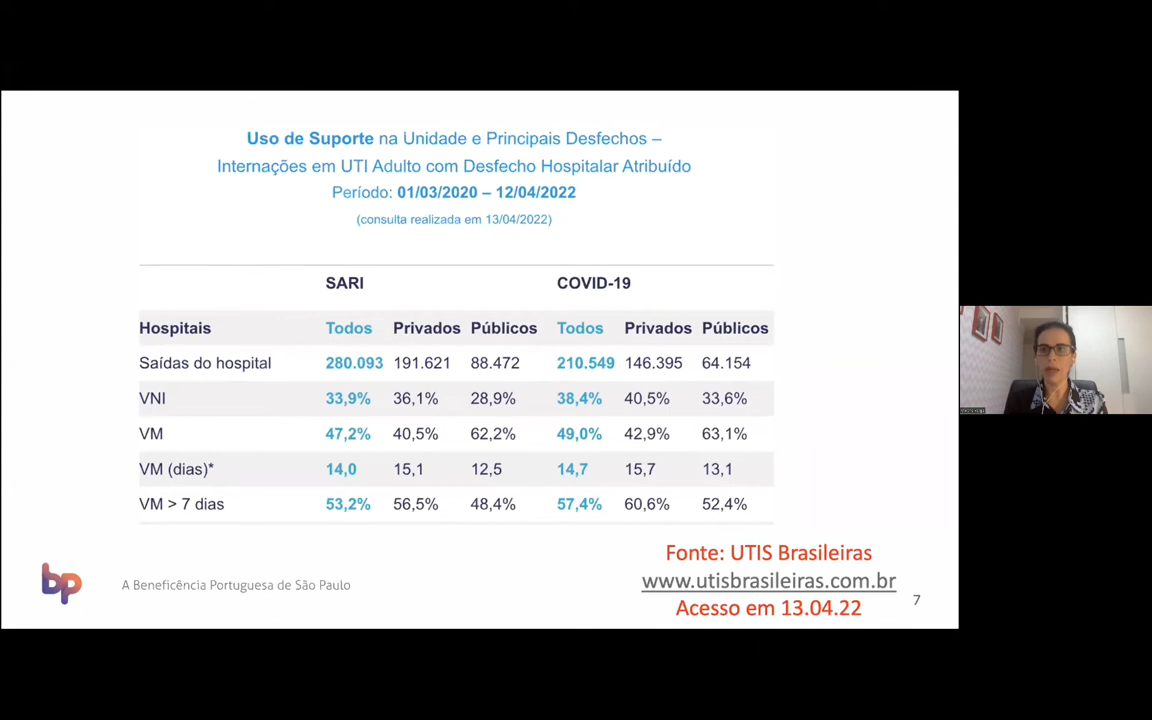 Uso de Suporte na Unidade e Principais Desfechos –
Internações em UTI Adulto com Desfecho Hospitalar Atribuído
Período: 01/03/2020 – 12/04/2022
(consulta realizada em 13/04/2022)
SARI COVID-19
Hospitais Todos Privados Públicos Todos Privados Públicos
Saídas do hospital 280.093 191.621 88.472 210.549 146.395 64.154
VNI 33,9% 36,1% 28,9% 38,4% 40,5% 33,6%
VM 47,2% 40,5% 62,2% 49,0% 42,9% 63,1%
VM (dias)* 14,0 15,1 12,5 14,7 15,7 13,1
VM > 7 dias 53,2% 56,5% 48,4% 57,4% 60,6% 52,4%
Fonte: UTIS Brasileiras
www.utisbrasileiras.com.br
Acesso em 13.04.22
bp
A Beneficência Portuguesa de São Paulo
7